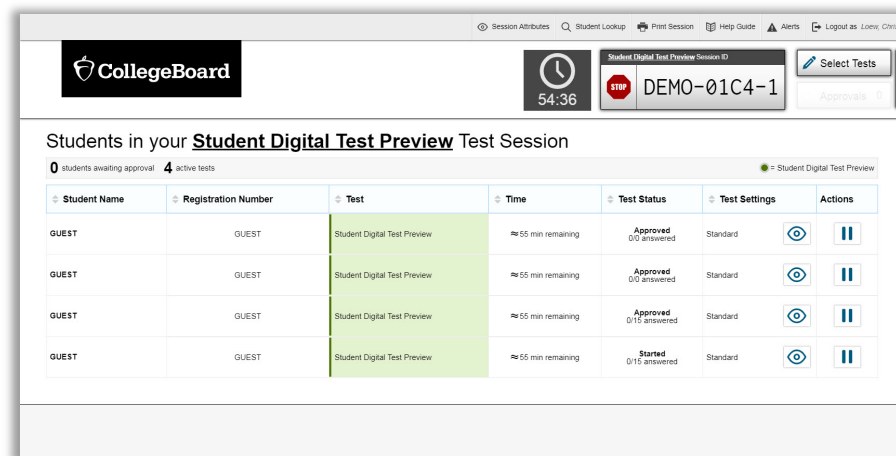 Session Attributes Student Lookup Print Session Help Guide Alerts Logout as Loew, Chri
CollegeBoard
54:36
Student Digital Test Preview Session ID
STOP DEMO-01C4-1
Select Tests
Approvals 0
Students in your Student Digital Test Preview Test Session
0 students awaiting approval 4 active tests = Student Digital Test Preview
Student Name Registration Number Test Time Test Status Test Settings Actions
GUEST GUEST Student Digital Test Preview ≈ 55 min remaining Approved Standard
0/0 answered
GUEST GUEST Student Digital Test Preview ≈ 55 min remaining Approved Standard
0/0 answered
GUEST GUEST Student Digital Test Preview ≈ 55 min remaining Approved Standard
0/15 answered
GUEST GUEST Student Digital Test Preview ≈ 55 min remaining Started Standard
0/15 answered